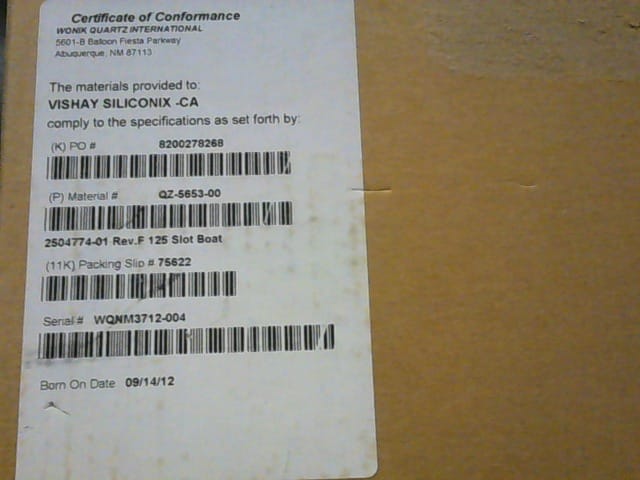 Certificate of Conformance
WONIK QUARTZ INTERNATIONAL
5601-B Balloon Fiesta Parkway
Albuquerque, NM 87113
The materials provided to:
VISHAY SILICONIX -CA
comply to the specifications as set forth by:
(K) PO # 8200278268
(P) Material # QZ-5653-00
2504774-01 Rev.F 125 Slot Boat
(11K) Packing Slip # 75622
Serial # WQNM3712-004
Born On Date 09/14/12